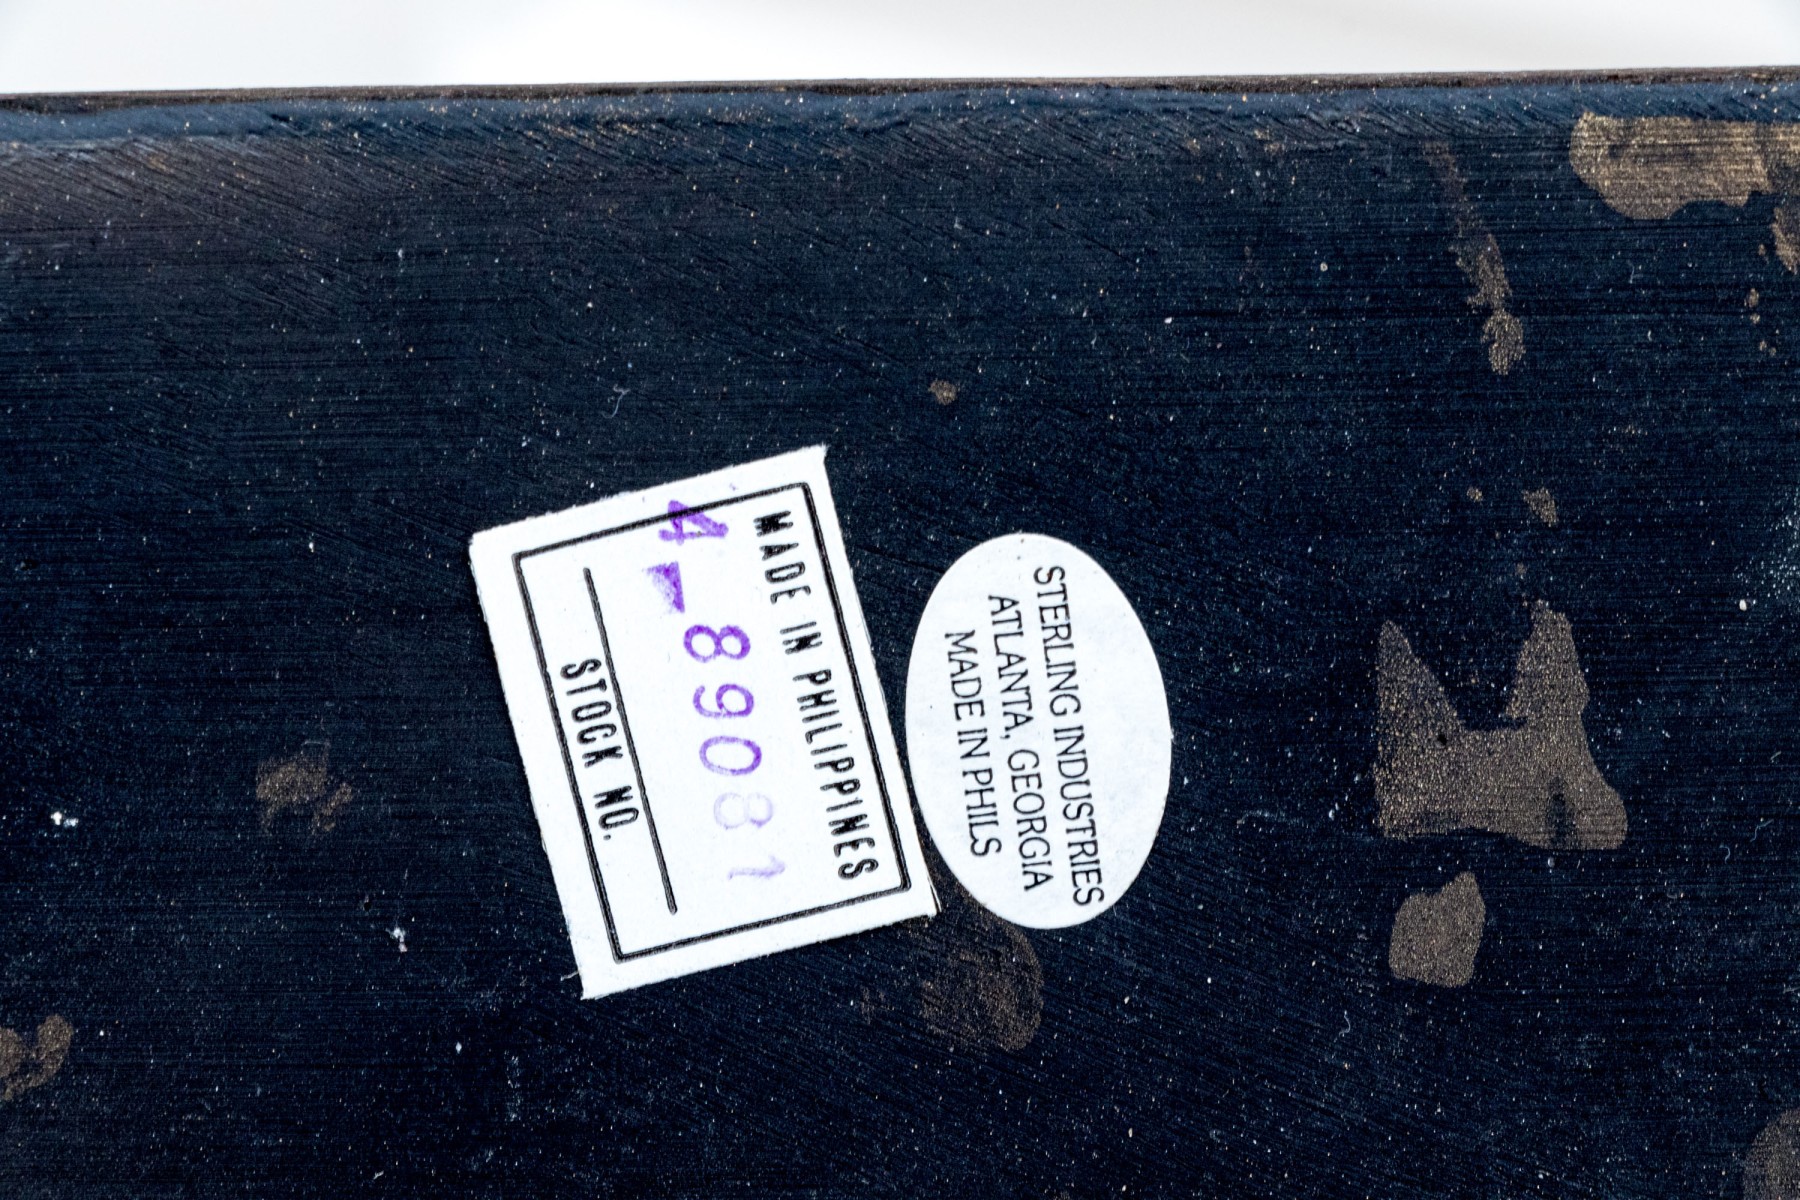 MADE IN PHILIPPINES
4-89081
STOCK NO.
STERLING INDUSTRIES
ATLANTA, GEORGIA
MADE IN PHILS